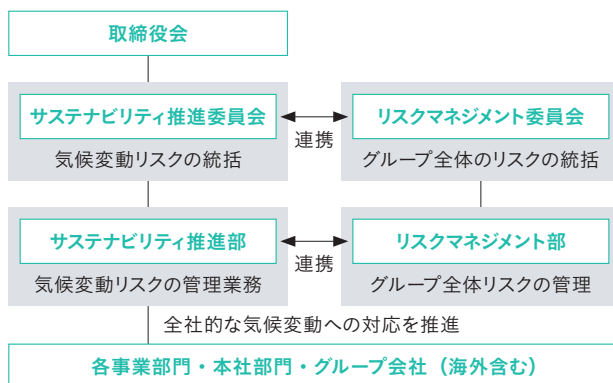 取締役会
サステナビリティ推進委員会
連携
リスクマネジメント委員会
気候変動リスクの統括
グループ全体のリスクの統括
サステナビリティ推進部
連携
リスクマネジメント部
気候変動リスクの管理業務
グループ全体リスクの管理
全社的な気候変動への対応を推進
各事業部門・本社部門・グループ会社（海外含む）